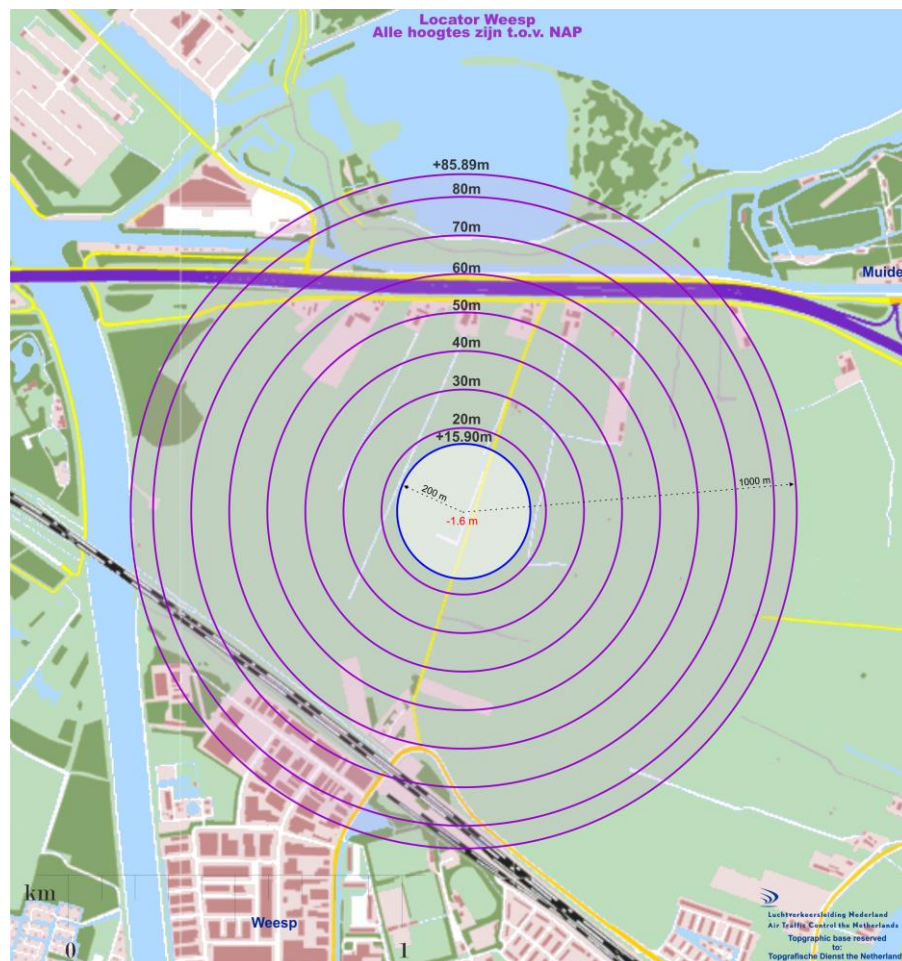 Locator Weesp
Alle hoogtes zijn t.o.v. NAP
+85.89m
80m
70m
60m
Muide
50m
40m
30m
20m
+15.90m
200 m
1000 m
-1.6 m
km
Weesp
0
1
Luchtverkeersleiding Nederland
Air Traffic Control the Netherlands
Topgraphic base reserved
to:
Topgrafische Dienst the Netherland